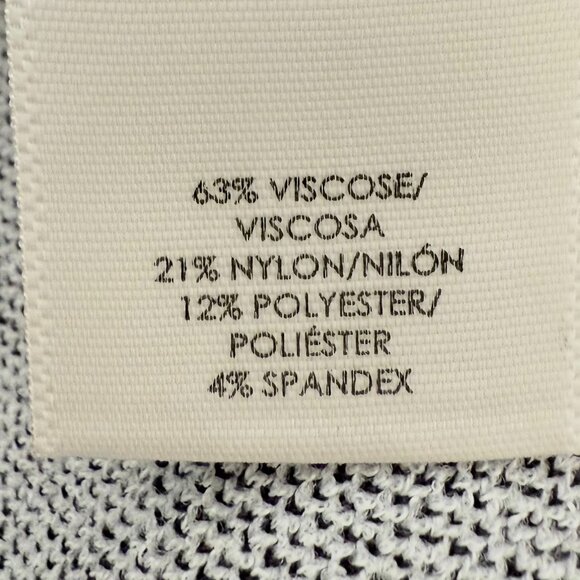 63% VISCOSE/
VISCOSA
21% NYLON/NILÓN
12% POLYESTER/
POLIÉSTER
4% SPANDEX